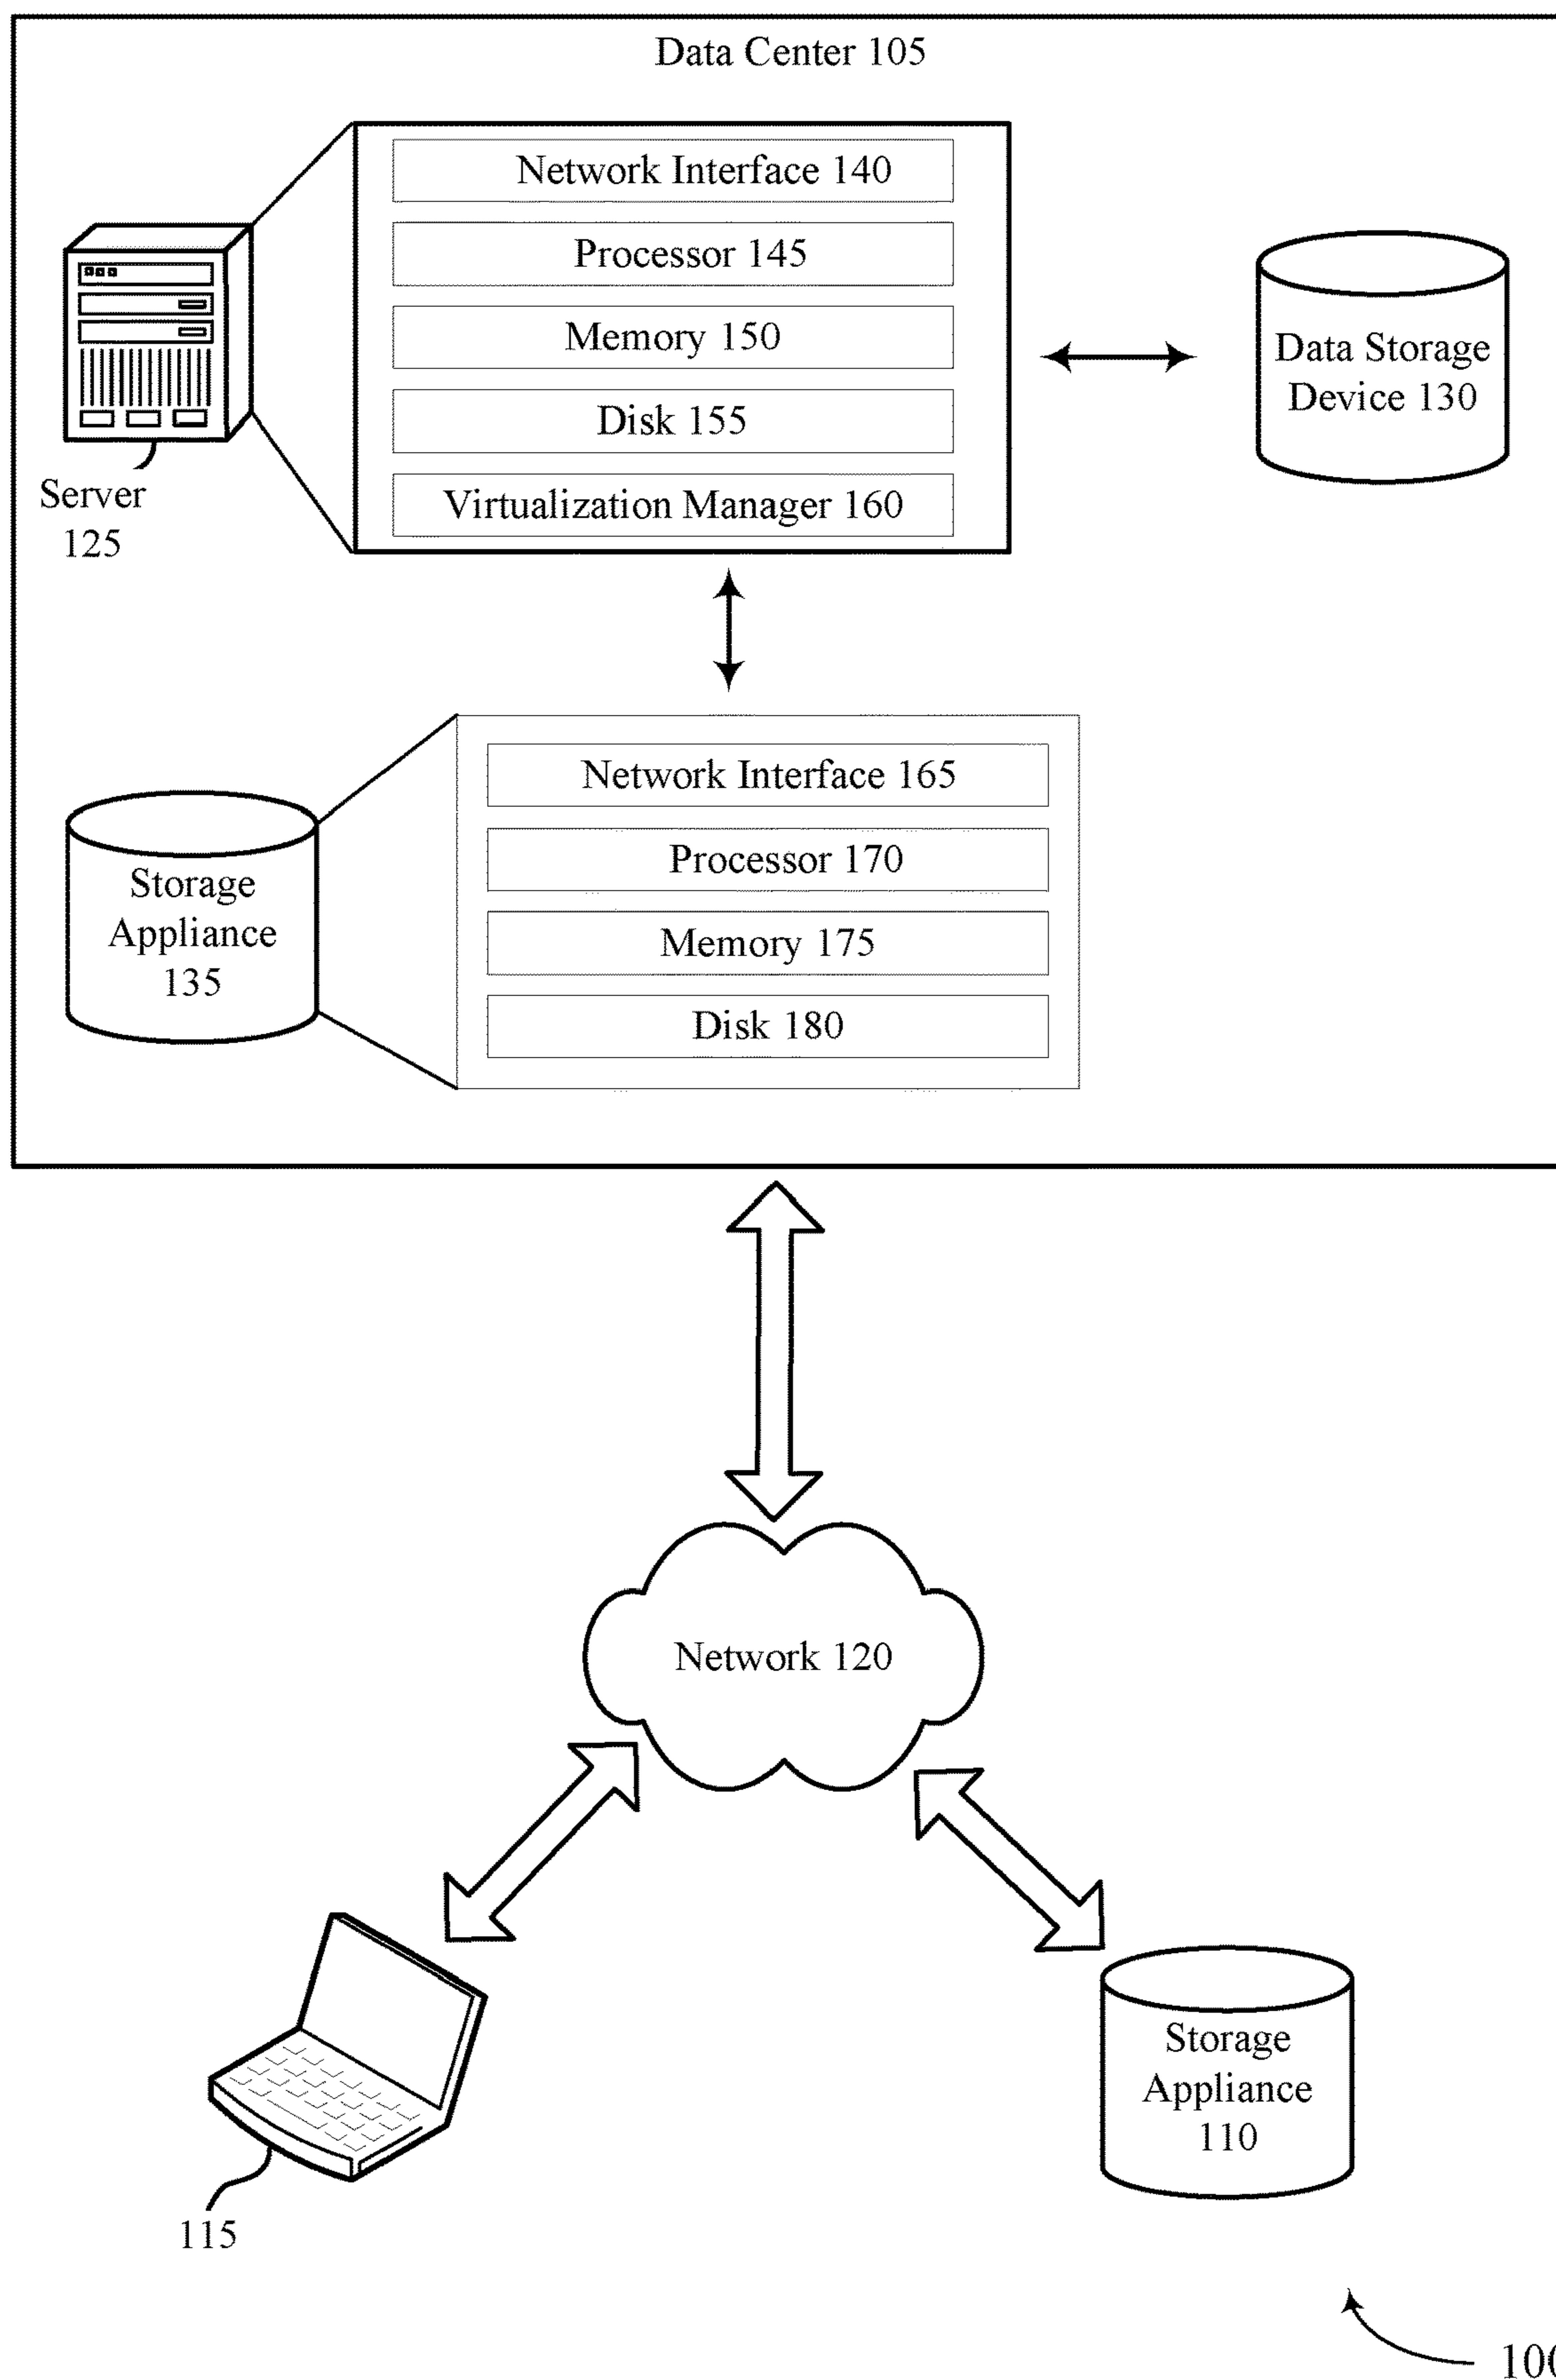 Data Center 105
Network Interface 140
Processor 145
Memory 150
Disk 155
Virtualization Manager 160
Server
125
Data Storage
Device 130
Network Interface 165
Processor 170
Memory 175
Disk 180
Storage
Appliance
135
Network 120
115
Storage
Appliance
110
100